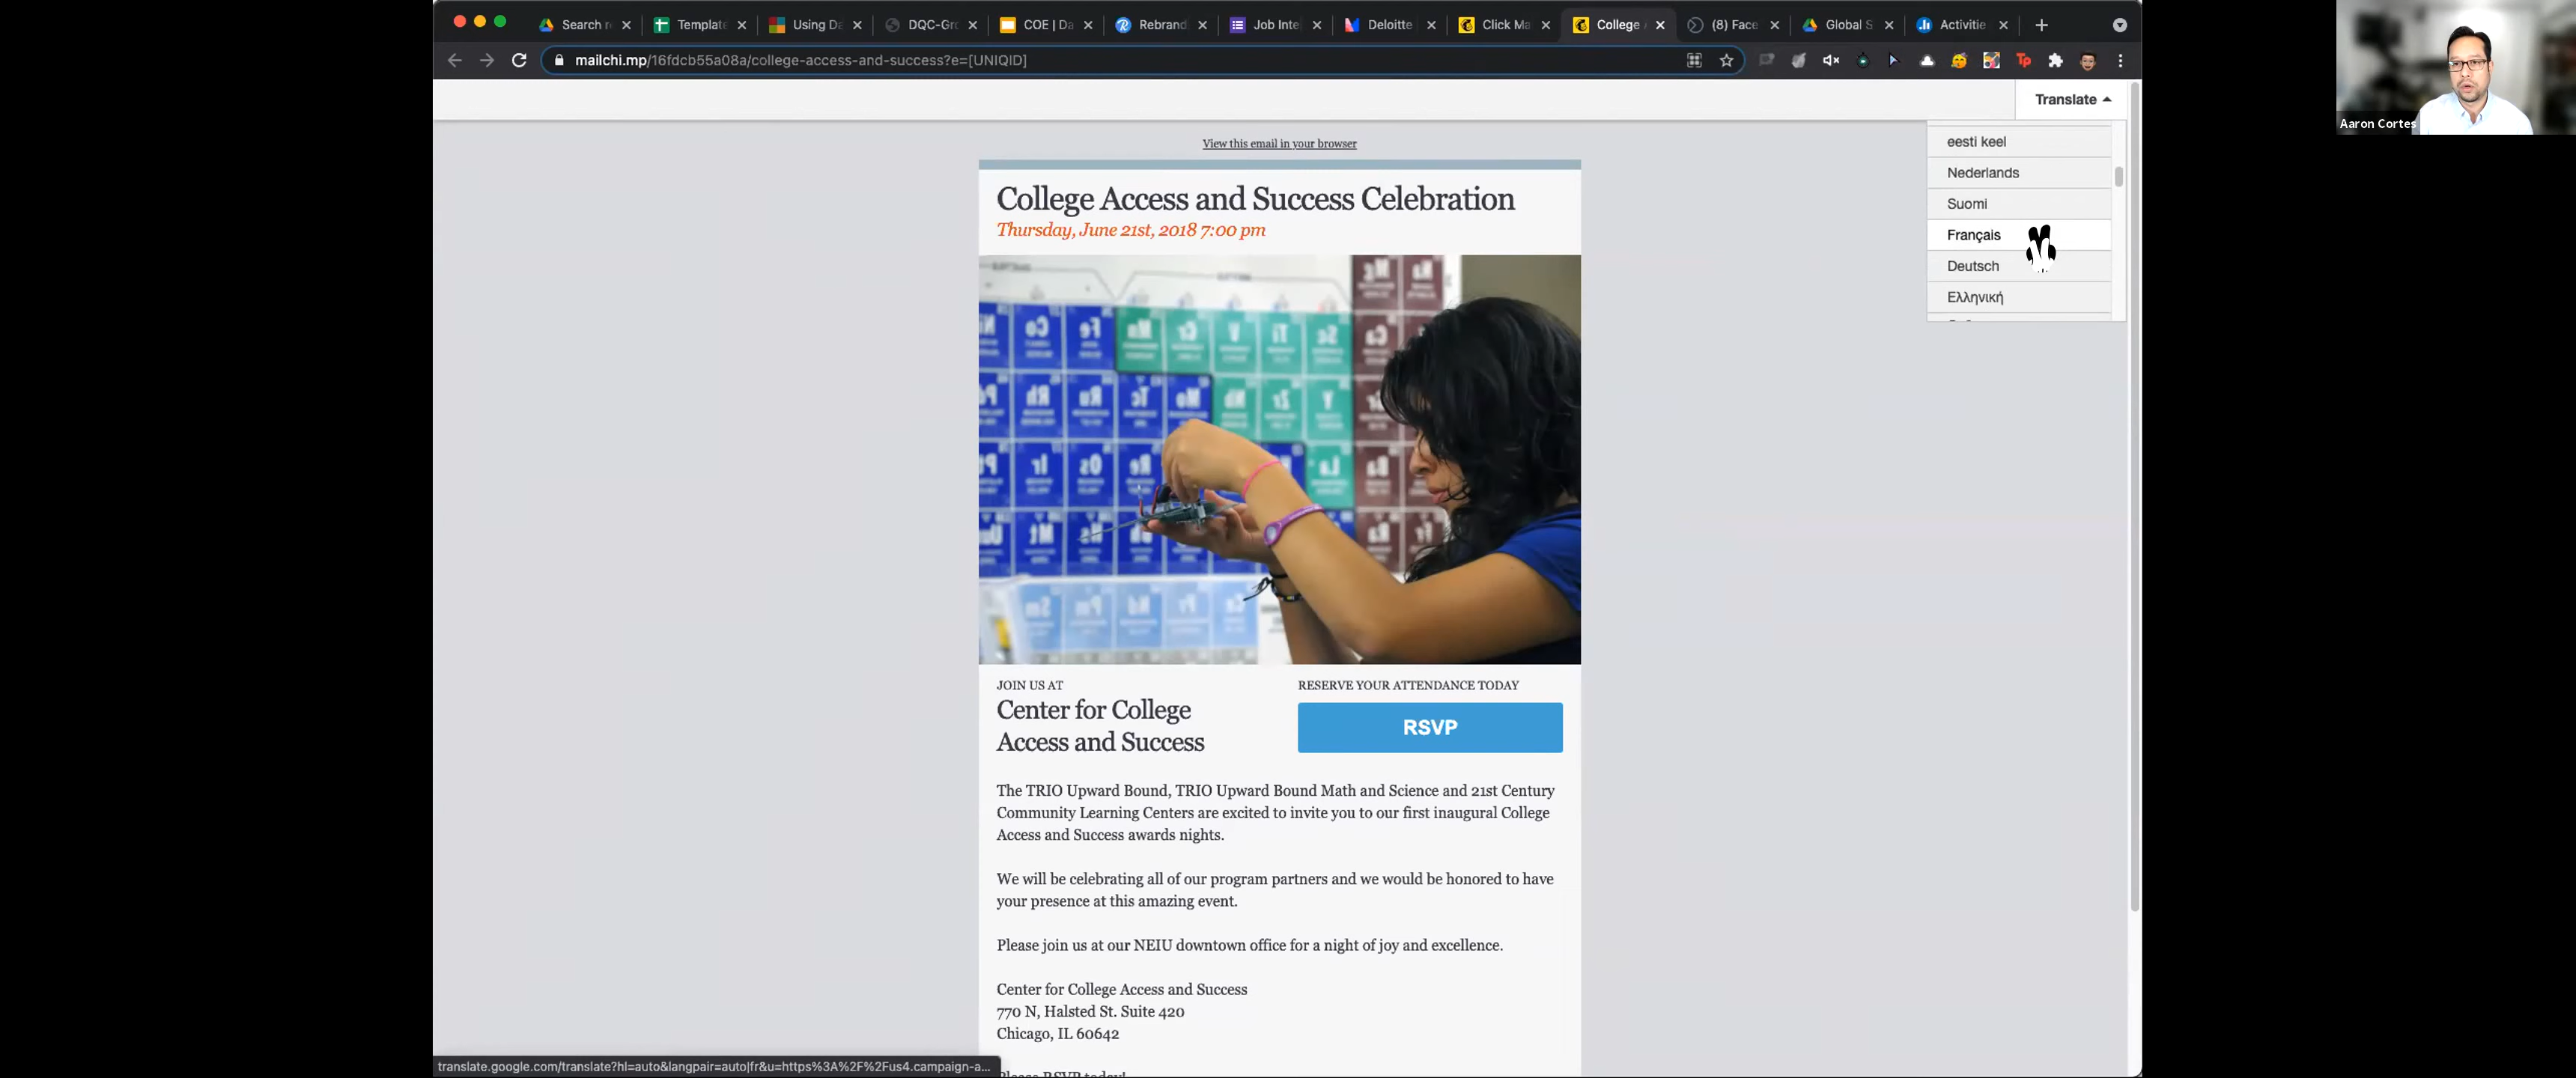 Search r
Template
Using Da
DQC-Gro
COE | Da
Rebrand
Job Inte
Deloitte
Click Ma
College A
(8) Face
Global S
Activitie
mailchi.mp/16fdcb55a08a/college-access-and-success?e=[UNIQID]
Tp
Translate
Aaron Cortes
eesti keel
Nederlands
Suomi
Français
Deutsch
Ελληνική
View this email in your browser
College Access and Success Celebration
Thursday, June 21st, 2018 7:00 pm
JOIN US AT
Center for College
Access and Success
RESERVE YOUR ATTENDANCE TODAY
RSVP
The TRIO Upward Bound, TRIO Upward Bound Math and Science and 21st Century
Community Learning Centers are excited to invite you to our first inaugural College
Access and Success awards nights.
We will be celebrating all of our program partners and we would be honored to have
your presence at this amazing event.
Please join us at our NEIU downtown office for a night of joy and excellence.
Center for College Access and Success
770 N, Halsted St. Suite 420
Chicago, IL 60642
Please RSVP today!
translate.google.com/translate?hl=auto&langpair=auto|fr&u=https%3A%2F%2Fus4.campaign-a...